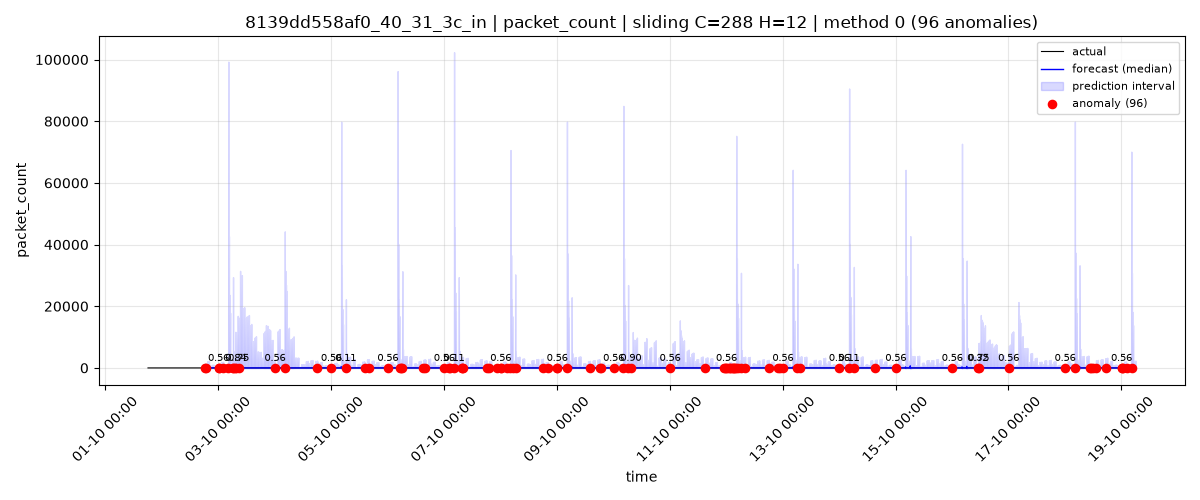 8139dd558af0_40_31_3c_in | packet_count | sliding C=288 H=12 | method 0 (96 anomalies)
actual
forecast (median)
prediction interval
anomaly (96)
packet_count
100000
80000
60000
40000
20000
0
0.56 0.56 0.56 0.11 0.56 0.11 0.56 0.56 0.56 0.90 0.56 0.56 0.56 0.11 0.56 0.56 0.56 0.56 0.56
01-10 00:00
03-10 00:00
05-10 00:00
07-10 00:00
09-10 00:00
11-10 00:00
13-10 00:00
15-10 00:00
17-10 00:00
19-10 00:00
time